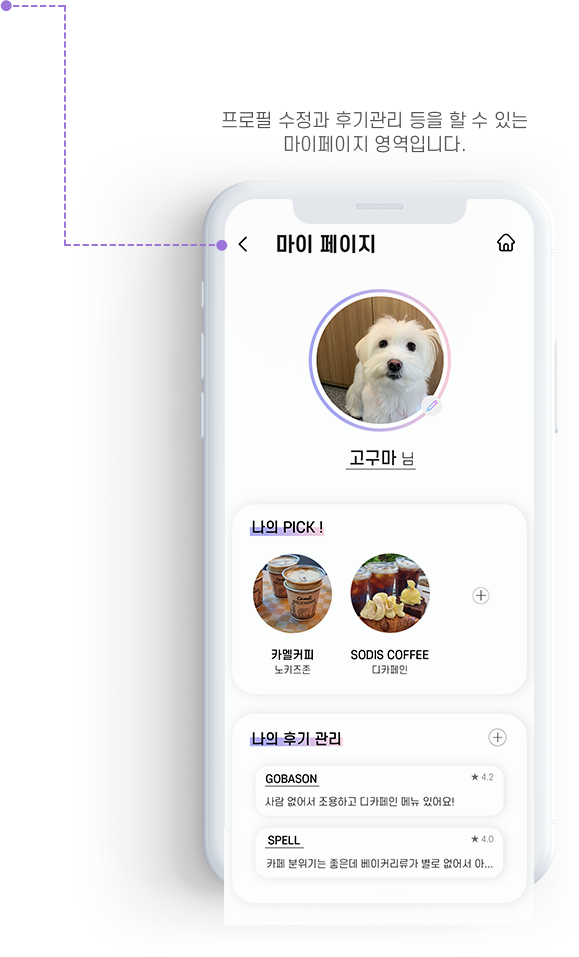 프로필 수정과 후기관리 등을 할 수 있는
마이페이지 영역입니다.
마이 페이지
고구마 님
나의 PICK !
카멜커피
노키즈존
SODIS COFFEE
디카페인
나의 후기 관리
GOBASON
★ 4.2
사람 없어서 조용하고 디카페인 메뉴 있어요!
SPELL
★ 4.0
카페 분위기는 좋은데 베이커리류가 별로 없어서 아...